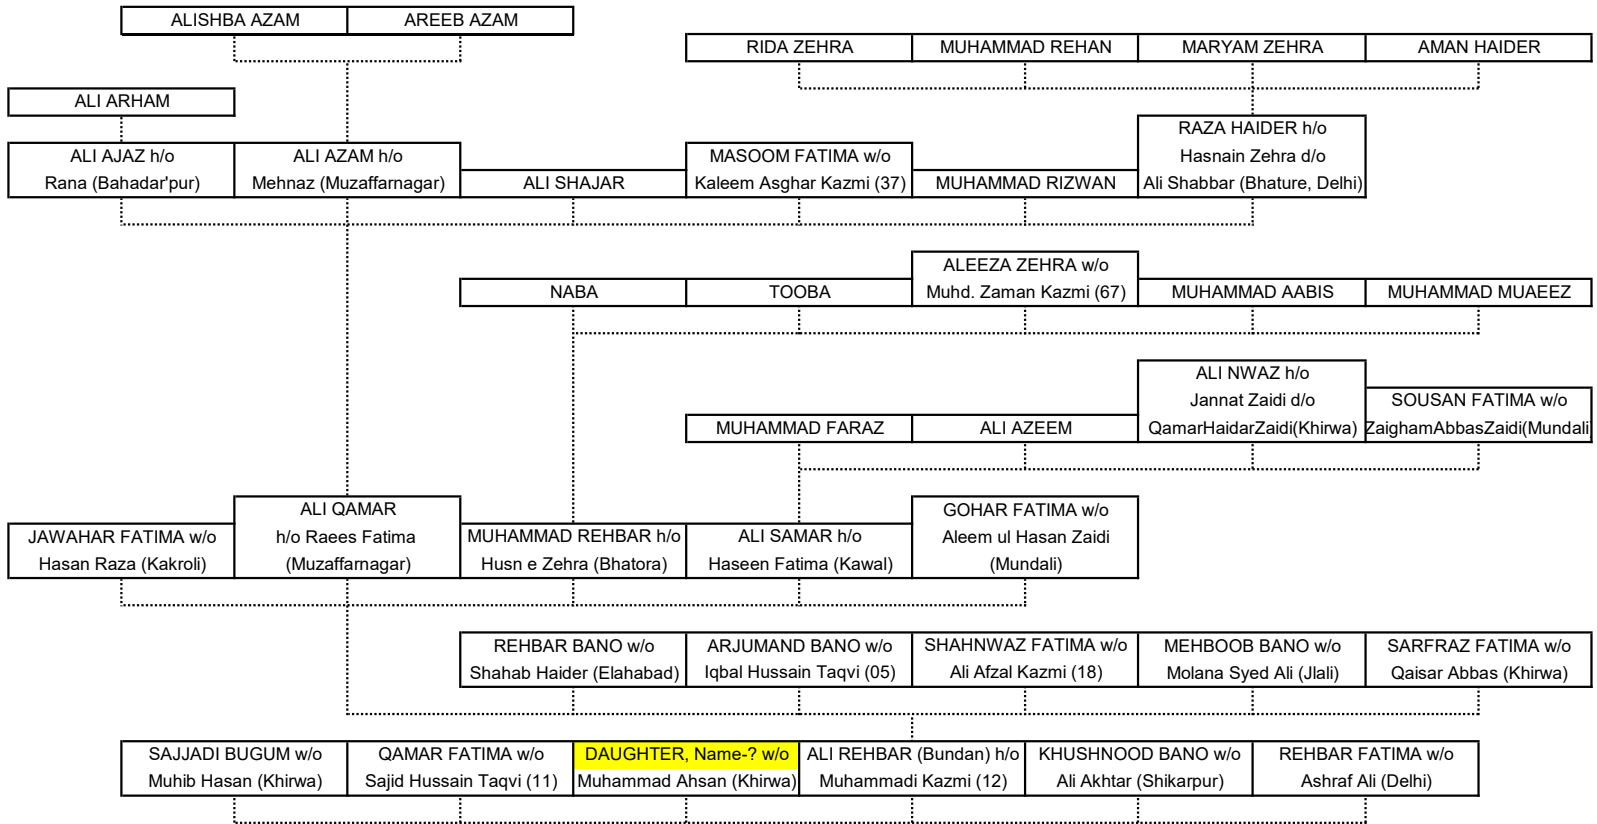 ALISHBA AZAM
AREEB AZAM
RIDA ZEHRA
MUHAMMAD REHAN
MARYAM ZEHRA
AMAN HAIDER
ALI ARHAM
ALI AJAZ h/o
Rana (Bahadar'pur)
ALI AZAM h/o
Mehnaz (Muzaffarnagar)
ALI SHAJAR
MASOOM FATIMA w/o
Kaleem Asghar Kazmi (37)
MUHAMMAD RIZWAN
RAZA HAIDER h/o
Hasnain Zehra d/o
Ali Shabbar (Bhature, Delhi)
NABA
TOOBA
ALEEZA ZEHRA w/o
Muhd. Zaman Kazmi (67)
MUHAMMAD AABIS
MUHAMMAD MUAEEZ
MUHAMMAD FARAZ
ALI AZEEM
ALI NWAZ h/o
Jannat Zaidi d/o
QamarHaidarZaidi(Khirwa)
SOUSAN FATIMA w/o
ZaighamAbbasZaidi(Mundali
JAWAHAR FATIMA w/o
Hasan Raza (Kakroli)
ALI QAMAR
h/o Raees Fatima
(Muzaffarnagar)
MUHAMMAD REHBAR h/o
Husn e Zehra (Bhatora)
ALI SAMAR h/o
Haseen Fatima (Kawal)
GOHAR FATIMA w/o
Aleem ul Hasan Zaidi
(Mundali)
REHBAR BANO w/o
Shahab Haider (Elahabad)
ARJUMAND BANO w/o
Iqbal Hussain Taqvi (05)
SHAHNWAZ FATIMA w/o
Ali Afzal Kazmi (18)
MEHBOOB BANO w/o
Molana Syed Ali (Jlali)
SARFRAZ FATIMA w/o
Qaisar Abbas (Khirwa)
SAJJADI BUGUM w/o
Muhib Hasan (Khirwa)
QAMAR FATIMA w/o
Sajid Hussain Taqvi (11)
DAUGHTER, Name-? w/o
Muhammad Ahsan (Khirwa)
ALI REHBAR (Bundan) h/o
Muhammadi Kazmi (12)
KHUSHNOOD BANO w/o
Ali Akhtar (Shikarpur)
REHBAR FATIMA w/o
Ashraf Ali (Delhi)